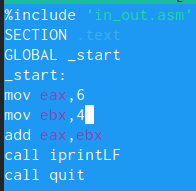 %include 'in_out.asm'
SECTION .text
GLOBAL _start
_start:
mov eax,6
mov ebx,4
add eax,ebx
call iprintLF
call quit